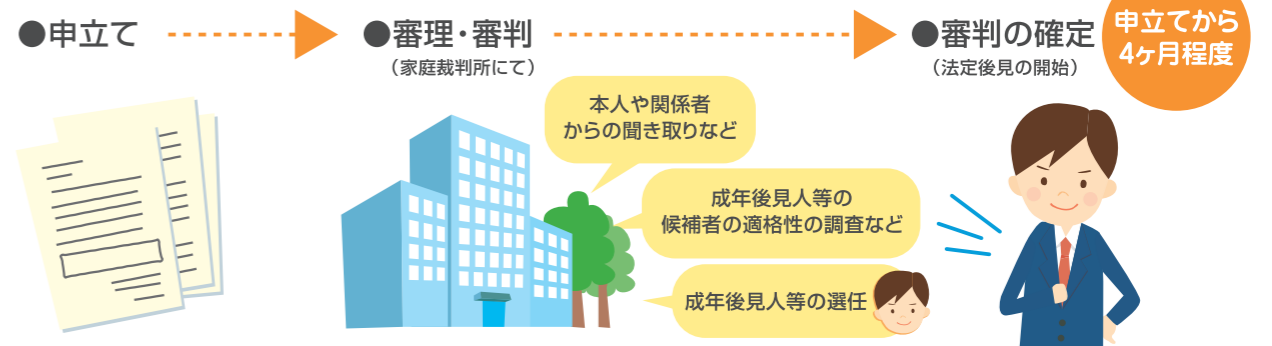 ●申立て
●審理・審判
（家庭裁判所にて）
●審判の確定
（法定後見の開始）
申立てから
4ヶ月程度
本人や関係者
からの聞き取りなど
成年後見人等の
候補者の適格性の調査など
成年後見人等の選任